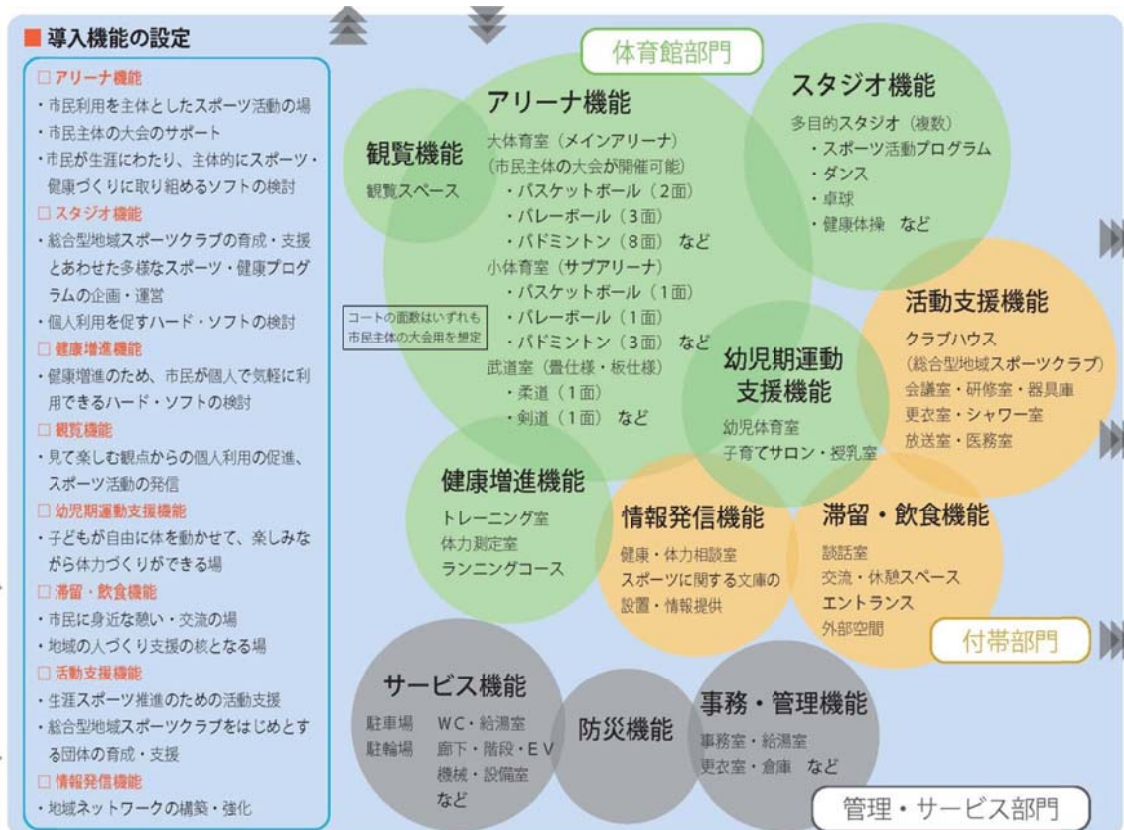 ■ 導入機能の設定
□ アリーナ機能
・市民利用を主体としたスポーツ活動の場
・市民主体の大会のサポート
・市民が生涯にわたり、主体的にスポーツ・
健康づくりに取り組めるソフトの検討
□ スタジオ機能
・総合型地域スポーツクラブの育成・支援
とあわせた多様なスポーツ・健康プログ
ラムの企画・運営
・個人利用を促すハード・ソフトの検討
□ 健康増進機能
・健康増進のため、市民が個人で気軽に利
用できるハード・ソフトの検討
□ 観覧機能
・見て楽しむ観点からの個人利用の促進、
スポーツ活動の発信
□ 幼児期運動支援機能
・子どもが自由に体を動かせて、楽しみな
がら体力づくりができる場
□ 滞留・飲食機能
・市民に身近な憩い・交流の場
・地域の人づくり支援の核となる場
□ 活動支援機能
・生涯スポーツ推進のための活動支援
・総合型地域スポーツクラブをはじめとす
る団体の育成・支援
□ 情報発信機能
・地域ネットワークの構築・強化
体育館部門
観覧機能
観覧スペース
アリーナ機能
大体育室（メインアリーナ）
(市民主体の大会が開催可能)
・バスケットボール（２面）
・バレーボール（３面）
・バドミントン（８面） など
小体育室（サブアリーナ）
・バスケットボール（１面）
・バレーボール（１面）
・バドミントン（３面） など
武道室（畳仕様・板仕様）
・柔道（１面）
・剣道（１面） など
コートの面数はいずれも
市民主体の大会用を想定
スタジオ機能
多目的スタジオ（複数）
・スポーツ活動プログラム
・ダンス
・卓球
・健康体操 など
活動支援機能
クラブハウス
(総合型地域スポーツクラブ)
会議室・研修室・器具庫
更衣室・シャワー室
放送室・医務室
幼児期運動
支援機能
幼児体育室
子育てサロン・授乳室
健康増進機能
トレーニング室
体力測定室
ランニングコース
情報発信機能
健康・体力相談室
スポーツに関する文庫の
設置・情報提供
滞留・飲食機能
談話室
交流・休憩スペース
エントランス
外部空間
付帯部門
サービス機能
駐車場 ＷＣ・給湯室
駐輪場 廊下・階段・ＥＶ
機械・設備室
など
防災機能
事務・管理機能
事務室・給湯室
更衣室・倉庫 など
管理・サービス部門